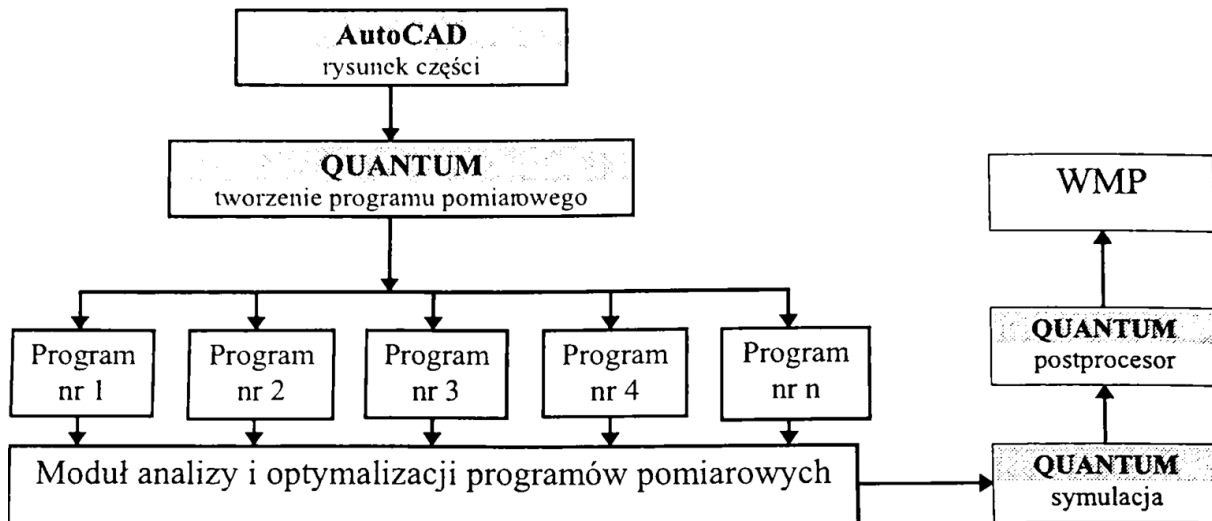 AutoCAD
rysunek części
QUANTUM
tworzenie programu pomiarowego
Program
nr 1
Program
nr 2
Program
nr 3
Program
nr 4
Program
nr n
Moduł analizy i optymalizacji programów pomiarowych
WMP
QUANTUM
postprocesor
QUANTUM
symulacja